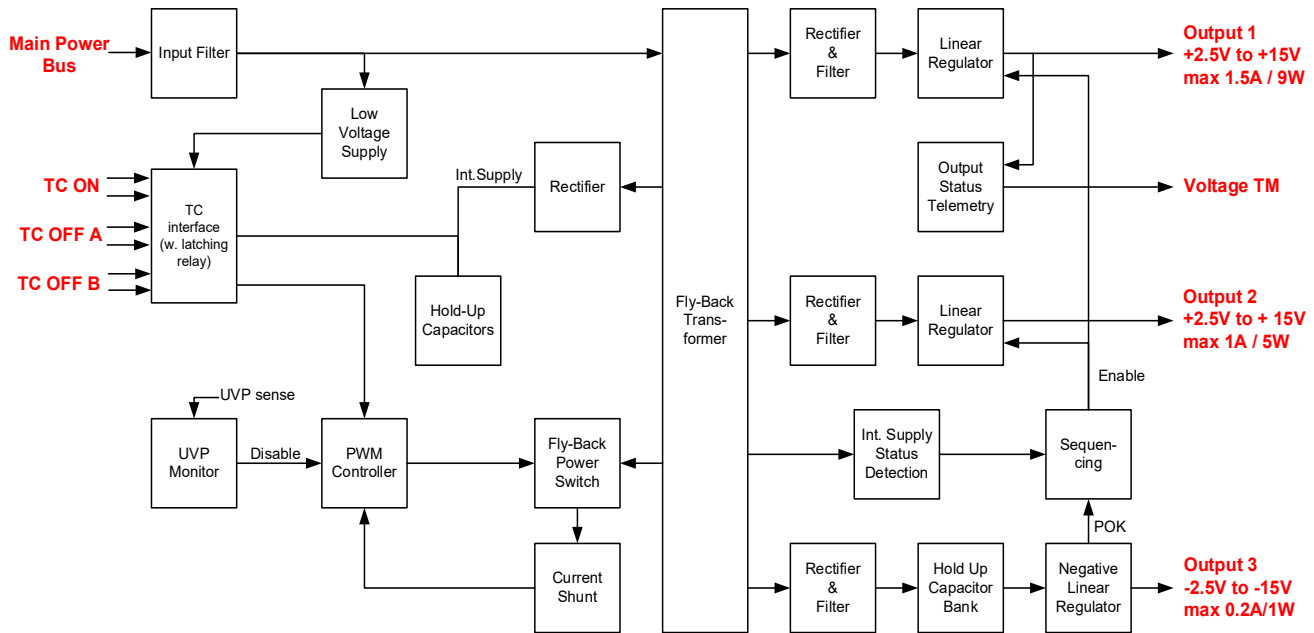 Main Power
Bus
Input Filter
Low
Voltage
Supply
TC ON
TC OFF A
TC OFF B
TC
interface
(w. latching
relay)
Int.Supply
Rectifier
Hold-Up
Capacitors
UVP sense
UVP
Monitor
Disable
PWM
Controller
Fly-Back
Power
Switch
Current
Shunt
Fly-Back
Trans-
former
Rectifier
&
Filter
Linear
Regulator
Output 1
+2.5V to +15V
max 1.5A / 9W
Output
Status
Telemetry
Voltage TM
Rectifier
&
Filter
Linear
Regulator
Output 2
+2.5V to + 15V
max 1A / 5W
Enable
Int. Supply
Status
Detection
Sequen-
cing
POK
Rectifier
&
Filter
Hold Up
Capacitor
Bank
Negative
Linear
Regulator
Output 3
-2.5V to -15V
max 0.2A/1W